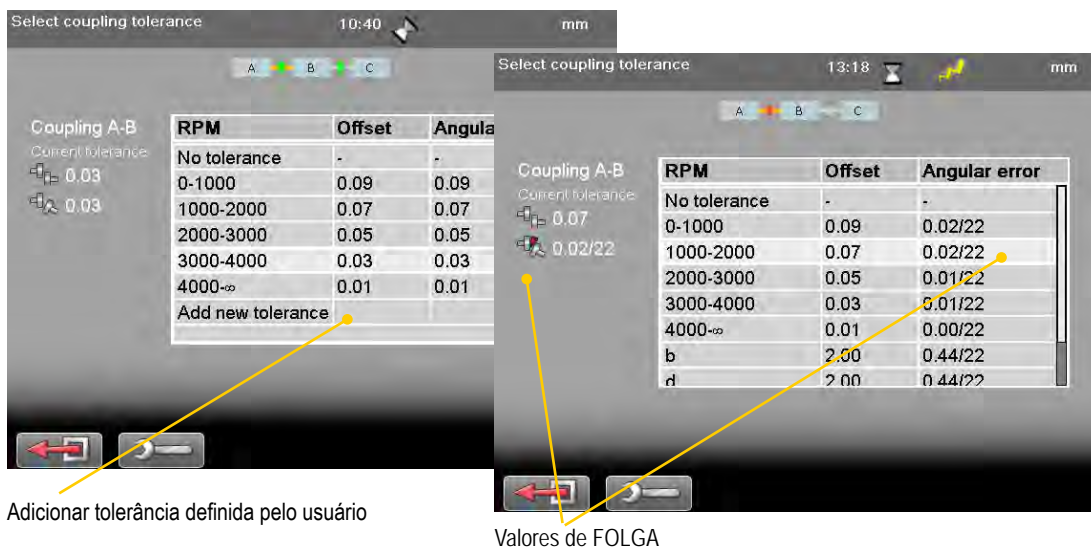 Select coupling tolerance 10:40 mm
A B C
Coupling A-B
Current tolerance
0.03
0.03
RPM Offset Angula
No tolerance - -
0-1000 0.09 0.09
1000-2000 0.07 0.07
2000-3000 0.05 0.05
3000-4000 0.03 0.03
4000-∞ 0.01 0.01
Add new tolerance
Adicionar tolerância definida pelo usuário
Select coupling tolerance 13:18 mm
A B C
Coupling A-B
Current tolerance
0.07
0.02/22
RPM Offset Angular error
No tolerance - -
0-1000 0.09 0.02/22
1000-2000 0.07 0.02/22
2000-3000 0.05 0.01/22
3000-4000 0.03 0.01/22
4000-∞ 0.01 0.00/22
b 2.00 0.44/22
d 2.00 0.44/22
Valores de FOLGA